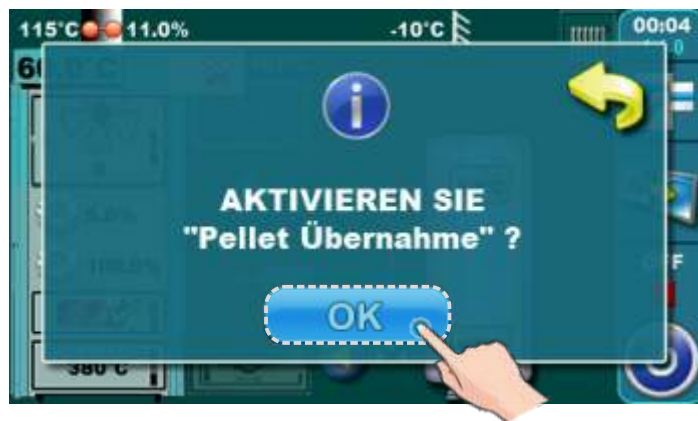 115°C 11.0%
-10°C
00:04
AKTIVIEREN SIE
"Pellet Übernahme" ?
OK
380°C